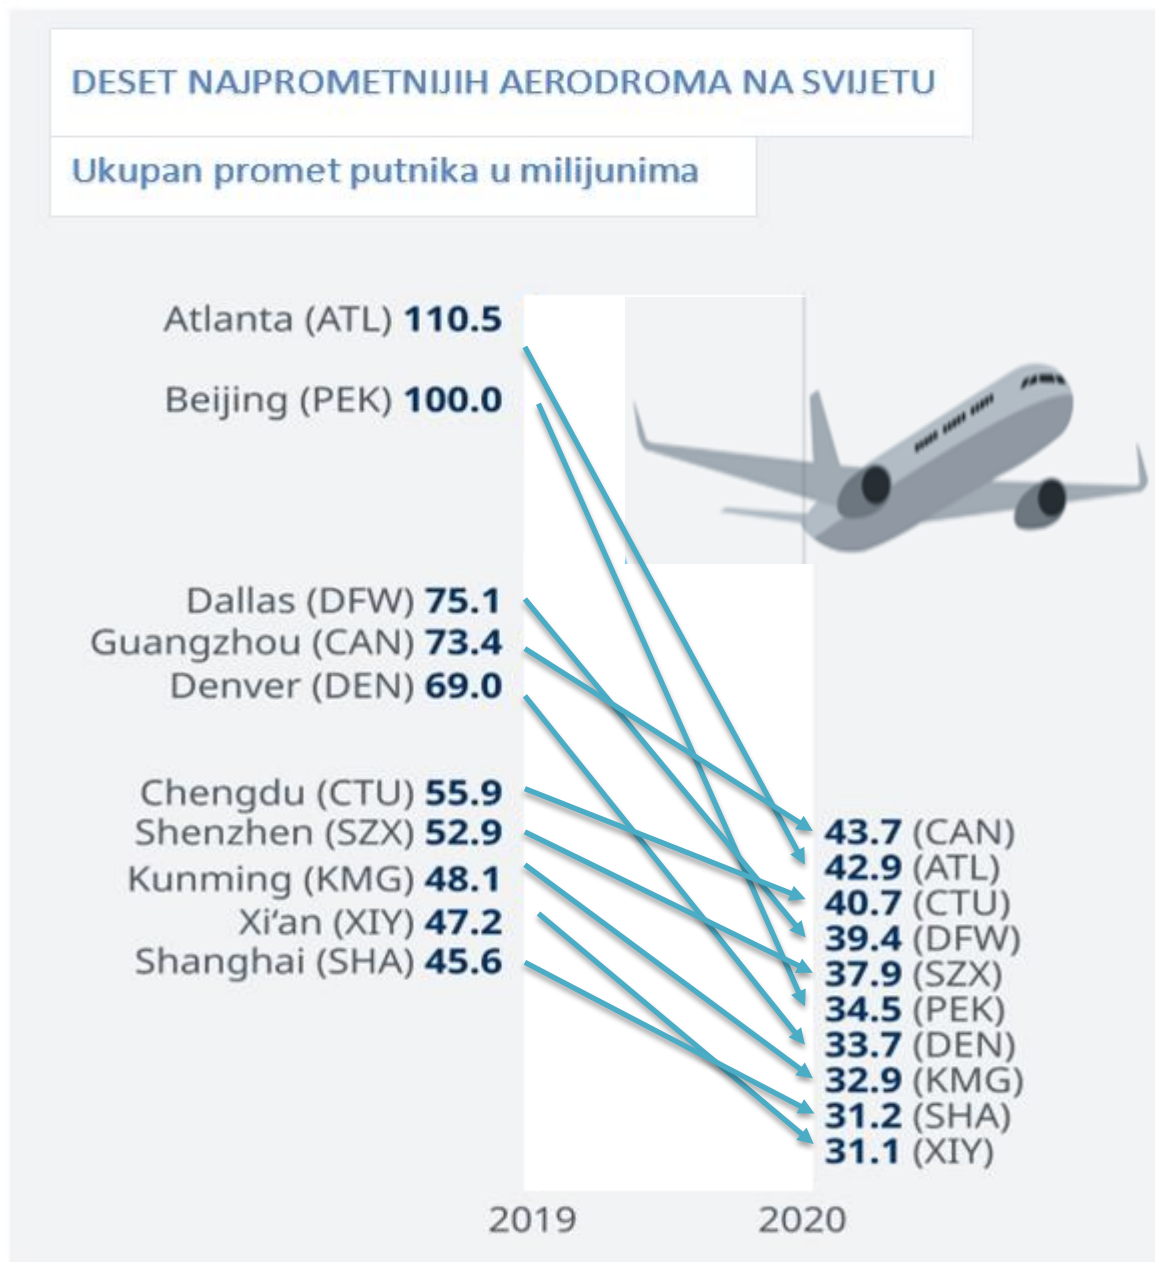 DESET NAJPROMETNIJIH AERODROMA NA SVIJETU
Ukupan promet putnika u milijunima
Atlanta (ATL) 110.5
Beijing (PEK) 100.0
Dallas (DFW) 75.1
Guangzhou (CAN) 73.4
Denver (DEN) 69.0
Chengdu (CTU) 55.9
Shenzhen (SZX) 52.9
Kunming (KMG) 48.1
Xi‘an (XIY) 47.2
Shanghai (SHA) 45.6
43.7 (CAN)
42.9 (ATL)
40.7 (CTU)
39.4 (DFW)
37.9 (SZX)
34.5 (PEK)
33.7 (DEN)
32.9 (KMG)
31.2 (SHA)
31.1 (XIY)
2019 2020